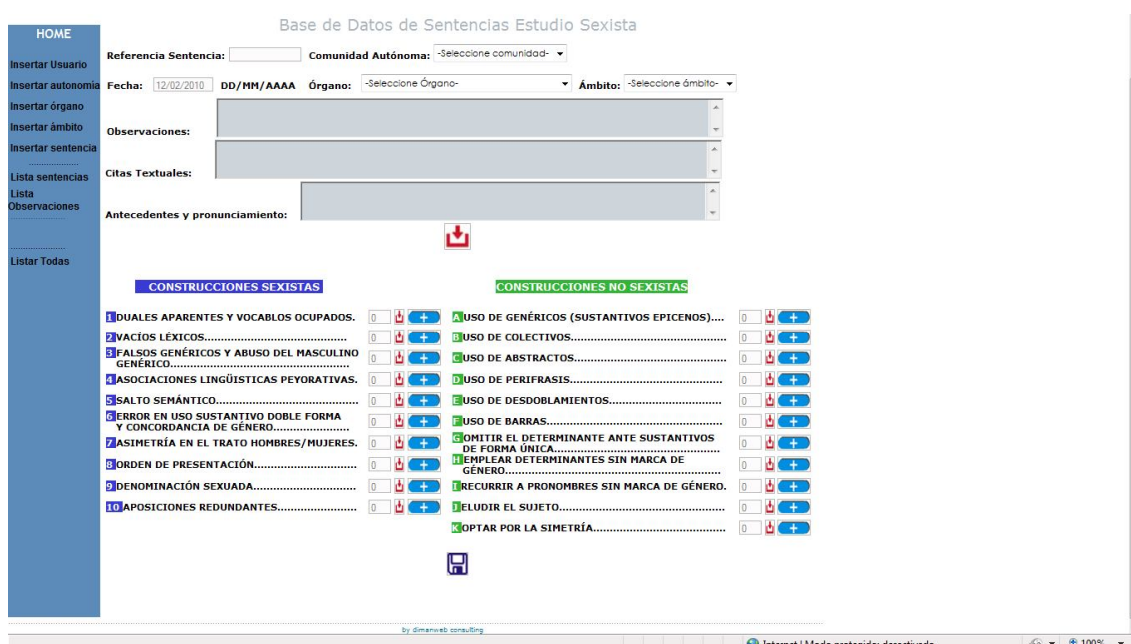 Base de Datos de Sentencias Estudio Sexista
HOME
Insertar Usuario
Insertar autonomía
Insertar órgano
Insertar ámbito
Insertar sentencia
....................
Lista sentencias
Lista
Observaciones
....................
....................
Listar Todas
Referencia Sentencia: Comunidad Autónoma: -Seleccione comunidad-
Fecha: 12/02/2010 DD/MM/AAAA Órgano: -Seleccione Órgano- Ámbito: -Seleccione ámbito-
Observaciones:
Citas Textuales:
Antecedentes y pronunciamiento:
CONSTRUCCIONES SEXISTAS
1 DUALES APARENTES Y VOCABLOS OCUPADOS. 0 +
2 VACÍOS LÉXICOS........................................... 0 +
3 FALSOS GENÉRICOS Y ABUSO DEL MASCULINO
GENÉRICO..................................................... 0 +
4 ASOCIACIONES LINGÜISTICAS PEYORATIVAS. 0 +
5 SALTO SEMÁNTICO........................................... 0 +
6 ERROR EN USO SUSTANTIVO DOBLE FORMA
Y CONCORDANCIA DE GÉNERO....................... 0 +
7 ASIMETRÍA EN EL TRATO HOMBRES/MUJERES. 0 +
8 ORDEN DE PRESENTACIÓN............................... 0 +
9 DENOMINACIÓN SEXUADA............................... 0 +
10 APOSICIONES REDUNDANTES........................ 0 +
CONSTRUCCIONES NO SEXISTAS
A USO DE GENÉRICOS (SUSTANTIVOS EPICENOS).... 0 +
B USO DE COLECTIVOS.............................................. 0 +
C USO DE ABSTRACTOS.............................................. 0 +
D USO DE PERIFRASIS.............................................. 0 +
E USO DE DESDOBLAMIENTOS.................................. 0 +
F USO DE BARRAS...................................................... 0 +
G OMITIR EL DETERMINANTE ANTE SUSTANTIVOS
DE FORMA ÚNICA.................................................. 0 +
H EMPLEAR DETERMINANTES SIN MARCA DE
GÉNERO................................................................. 0 +
I RECURRIR A PRONOMBRES SIN MARCA DE GÉNERO. 0 +
J ELUDIR EL SUJETO.................................................. 0 +
K OPTAR POR LA SIMETRÍA........................................ 0 +
by dimanweb consulting
Internet | Modo protegido: desactivado 100%